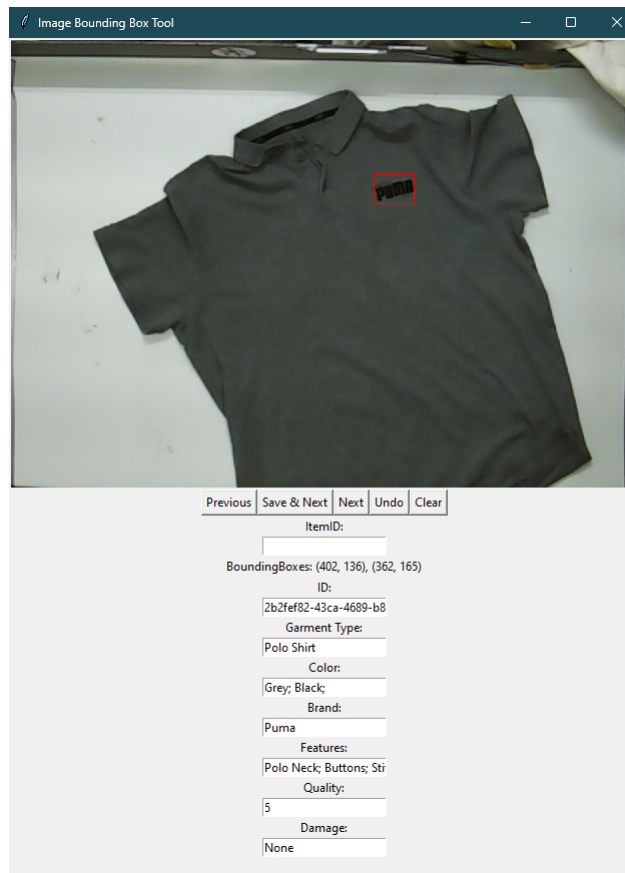 Image Bounding Box Tool
PUMA
Previous Save & Next Next Undo Clear
ItemID:
BoundingBoxes: (402, 136), (362, 165)
ID:
2b2fef82-43ca-4689-b8
Garment Type:
Polo Shirt
Color:
Grey; Black;
Brand:
Puma
Features:
Polo Neck; Buttons; Sti
Quality:
5
Damage:
None